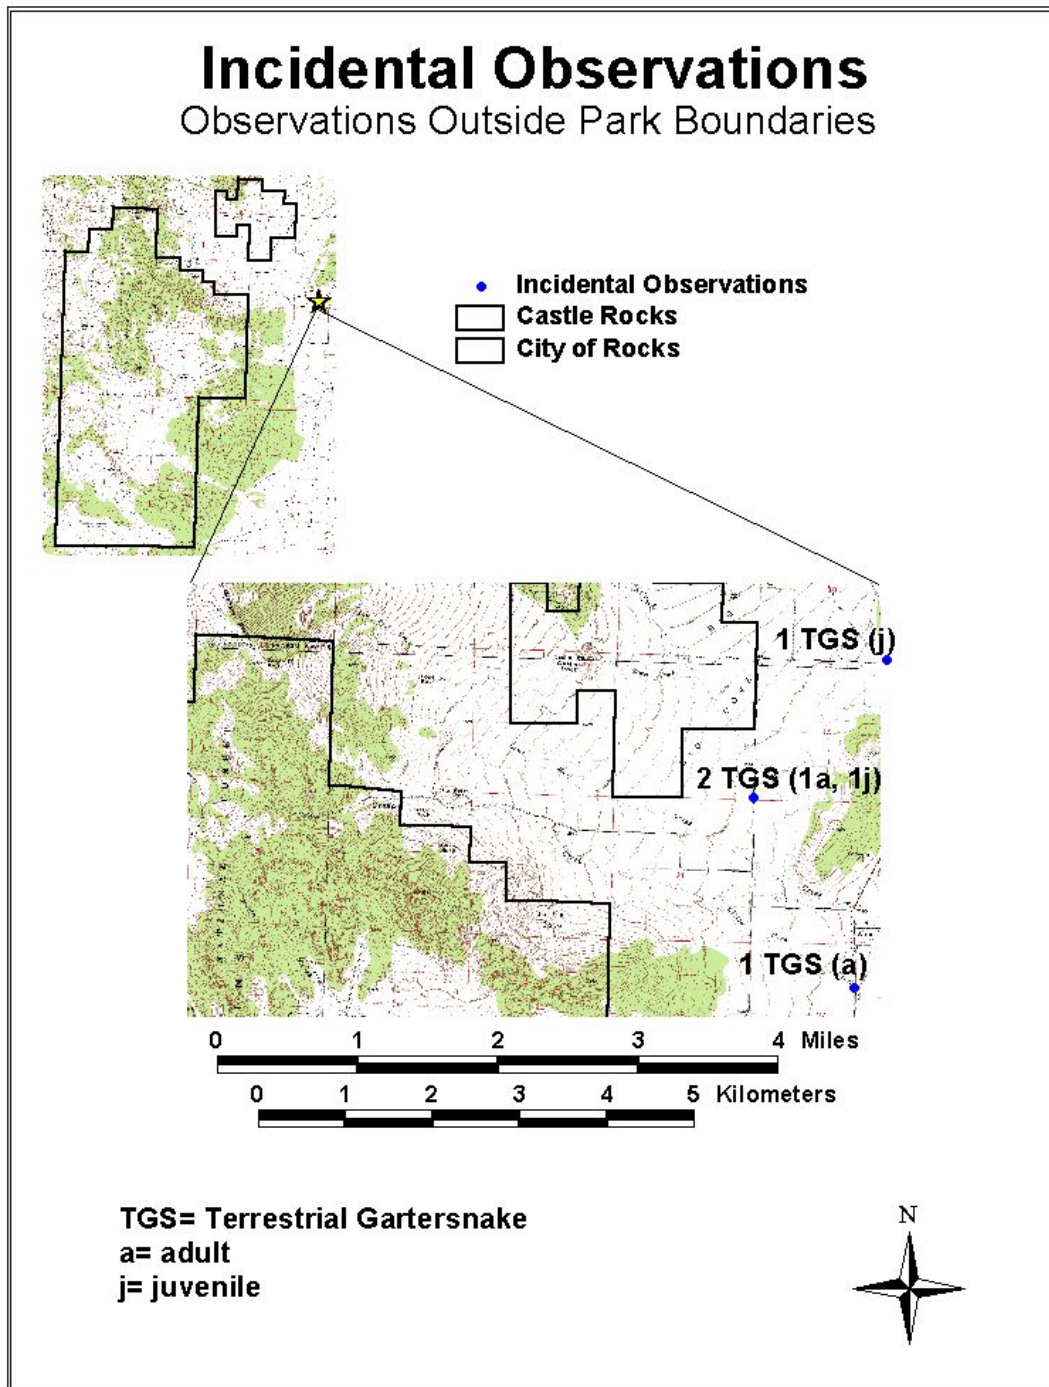 Incidental Observations
Observations Outside Park Boundaries
Incidental Observations
Castle Rocks
City of Rocks
1 TGS (j)
2 TGS (1a, 1j)
1 TGS (a)
0 1 2 3 4 Miles
0 1 2 3 4 5 Kilometers
TGS= Terrestrial Gartersnake
a= adult
j= juvenile
N